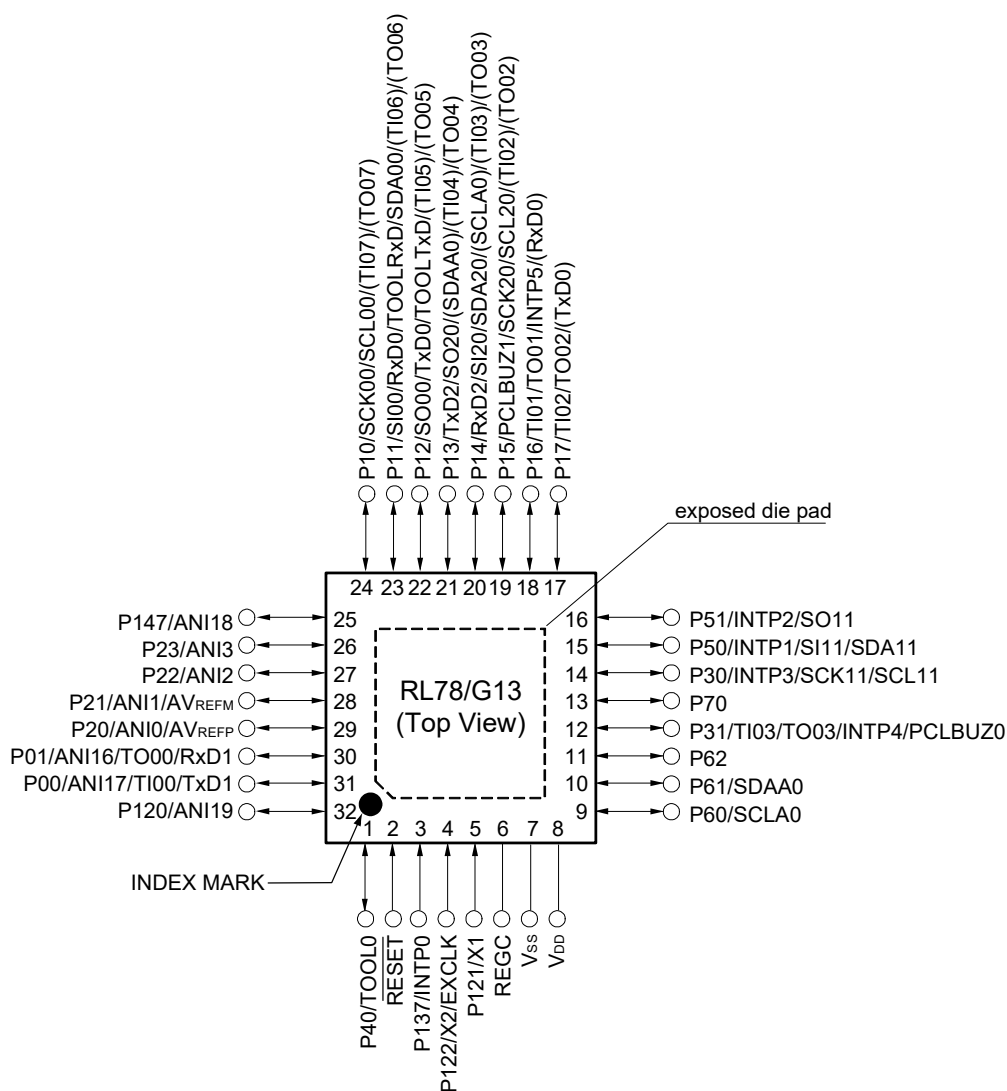 P10/SCK00/SCL00/(TI07)/(TO07)
P11/SI00/RxD0/TOOLRxD/SDA00/(TI06)/(TO06)
P12/SO00/TxD0/TOOLTxD/(TI05)/(TO05)
P13/TxD2/SO20/(SDAA0)/(TI04)/(TO04)
P14/RxD2/SI20/SDA20/(SCLA0)/(TI03)/(TO03)
P15/PCLBUZ1/SCK20/SCL20/(TI02)/(TO02)
P16/TI01/TO01/INTP5/(RxD0)
P17/TI02/TO02/(TxD0)
exposed die pad
24 23 22 21 20 19 18 17
P147/ANI18 25
P23/ANI3 26
P22/ANI2 27
P21/ANI1/AVREFM 28
P20/ANI0/AVREFP 29
P01/ANI16/TO00/RxD1 30
P00/ANI17/TI00/TxD1 31
P120/ANI19 32
RL78/G13
(Top View)
16 P51/INTP2/SO11
15 P50/INTP1/SI11/SDA11
14 P30/INTP3/SCK11/SCL11
13 P70
12 P31/TI03/TO03/INTP4/PCLBUZ0
11 P62
10 P61/SDAA0
9 P60/SCLA0
1 2 3 4 5 6 7 8
INDEX MARK
P40/TOOL0
RESET
P137/INTP0
P122/X2/EXCLK
P121/X1
REGC
VSS
VDD